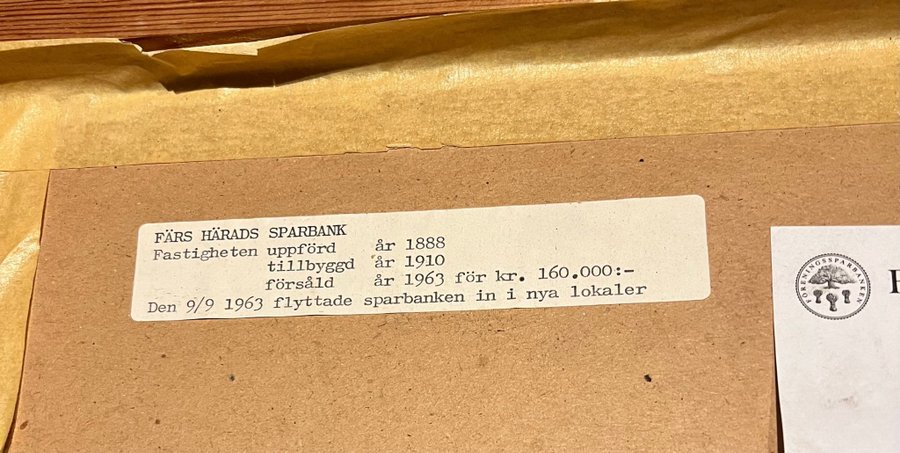 FÄRS HÄRADS SPARBANK
Fastigheten uppförd år 1888
tillbyggd år 1910
försåld år 1963 för kr. 160.000:-
Den 9/9 1963 flyttade sparbanken in i nya lokaler
FÖRENINGSSPARBANKEN